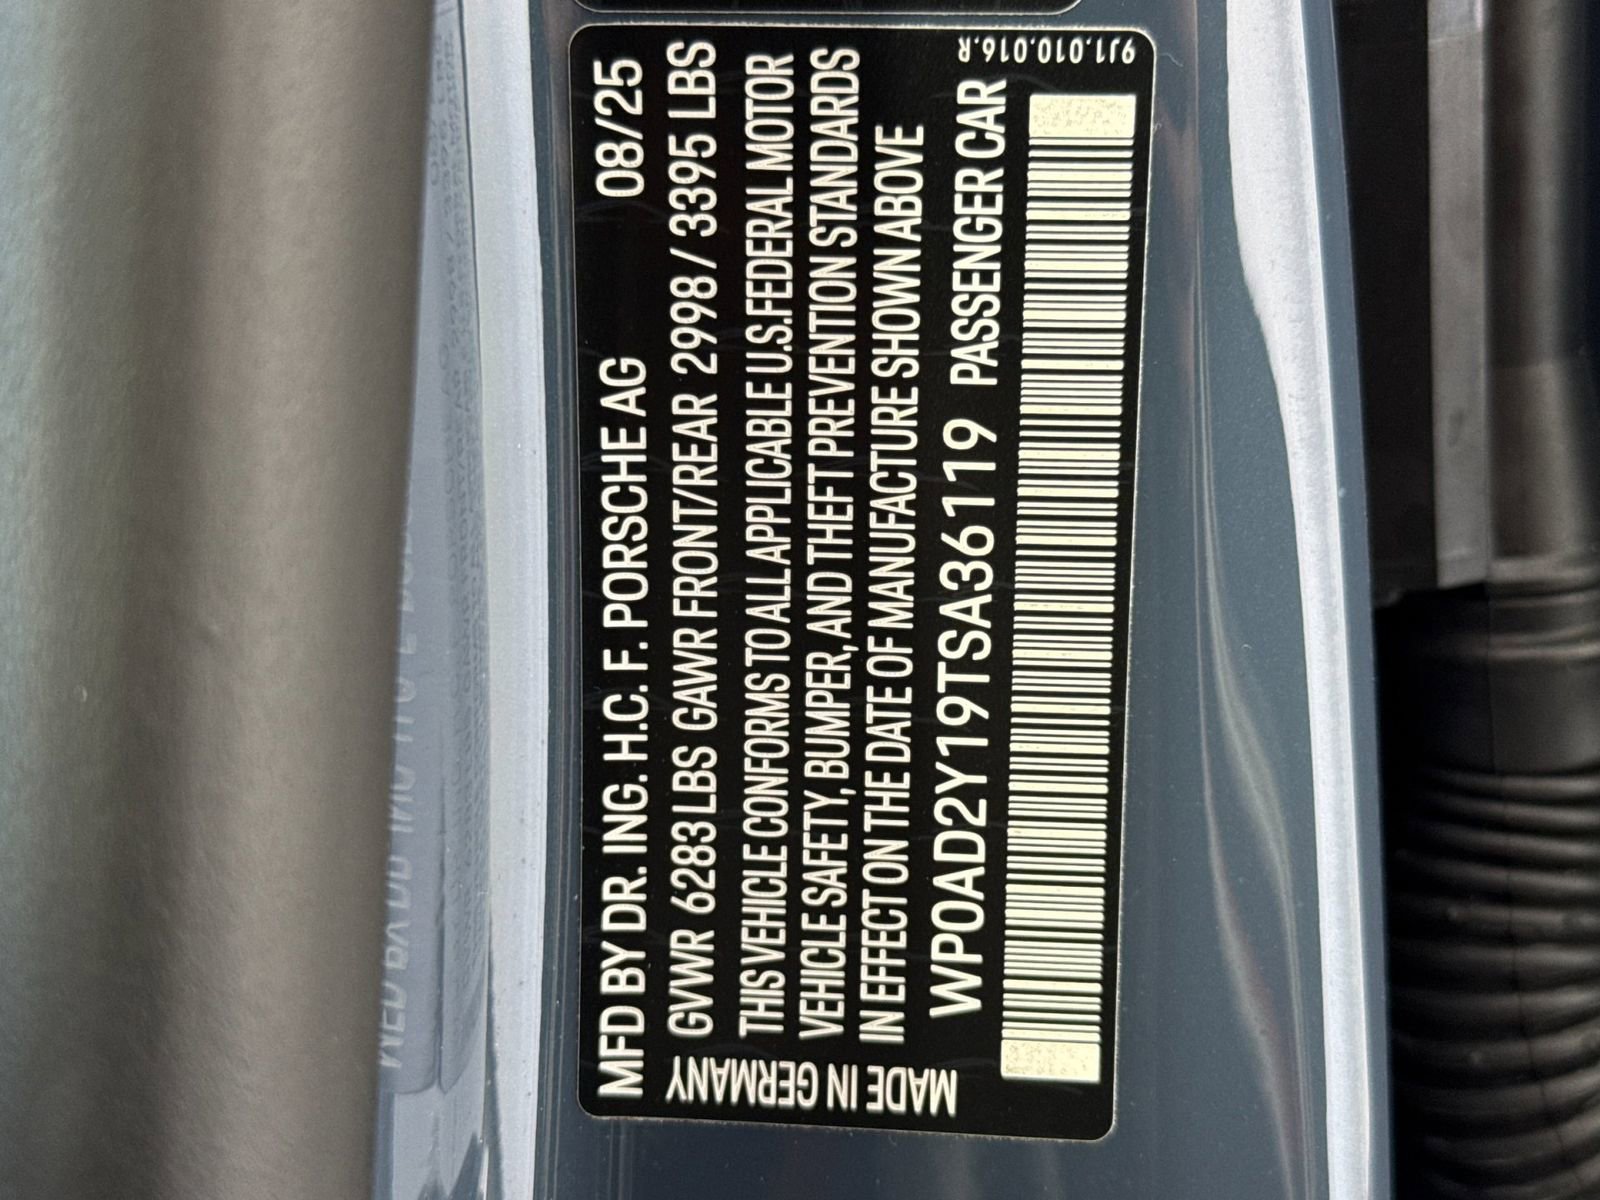 MFD BY DR. ING. H.C. F. PORSCHE AG 08/25
GVWR 6283 LBS GAWR FRONT/REAR 2998 / 3395 LBS
THIS VEHICLE CONFORMS TO ALL APPLICABLE U.S. FEDERAL MOTOR
VEHICLE SAFETY, BUMPER, AND THEFT PREVENTION STANDARDS
IN EFFECT ON THE DATE OF MANUFACTURE SHOWN ABOVE
WP0AD2Y19TSA36119 PASSENGER CAR
MADE IN GERMANY
9J1.010.016.R